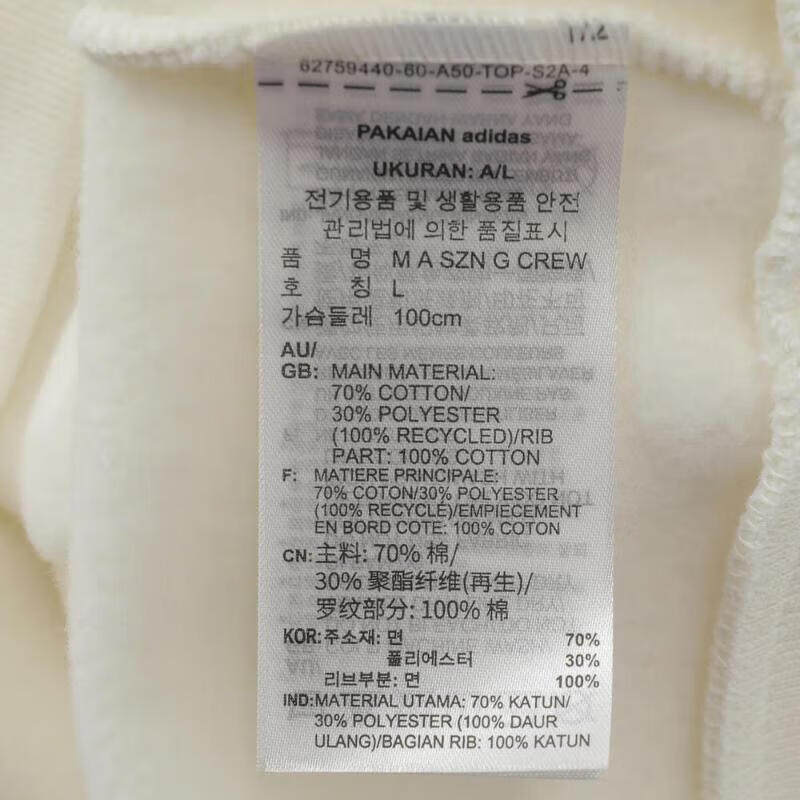 62759440-60-A50-TOP-S2A-4
PAKAIAN adidas
UKURAN: A/L
전기용품 및 생활용품 안전
관리법에 의한 품질표시
품 명 M A SZN G CREW
호 칭 L
가슴둘레 100cm
AU/
GB: MAIN MATERIAL:
70% COTTON/
30% POLYESTER
(100% RECYCLED)/RIB
PART: 100% COTTON
F: MATIERE PRINCIPALE:
70% COTON/30% POLYESTER
(100% RECYCLÉ)/EMPIECEMENT
EN BORD COTE: 100% COTON
CN: 主料: 70% 棉/
30% 聚酯纤维(再生)/
罗纹部分: 100% 棉
KOR: 주소재: 면 70%
폴리에스터 30%
리브부분: 면 100%
IND: MATERIAL UTAMA: 70% KATUN/
30% POLYESTER (100% DAUR
ULANG)/BAGIAN RIB: 100% KATUN